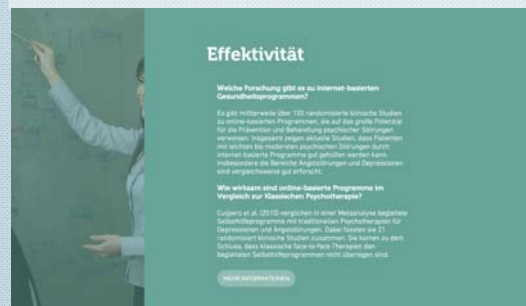 Effektivität
Welche Forschung gibt es zu internet-basierten
Gesundheitsprogrammen?
Es gibt mittlerweile über 100 randomisierte klinische Studien
zu online-basierten Programmen, die auf das große Potenzial
für die Prävention und Behandlung psychischer Störungen
verweisen. Insgesamt zeigen aktuelle Studien, dass Patienten
mit leichten bis moderaten psychischen Störungen durch
internet-basierte Programme gut geholfen werden kann.
Insbesondere die Bereiche Angststörungen und Depressionen
sind vergleichsweise gut erforscht.
Wie wirksam sind online-basierte Programme im
Vergleich zur Klassischen Psychotherapie?
Cuijpers et al. (2010) verglichen in einer Metaanalyse begleitete
Selbsthilfeprogramme mit traditionellen Psychotherapien für
Depressionen und Angststörungen. Dabei fassten sie 21
randomisiert klinische Studien zusammen. Sie kamen zu dem
Schluss, dass klassische face-to-face Therapien den
begleiteten Selbsthilfeprogrammen nicht überlegen sind.
MEHR INFORMATIONEN